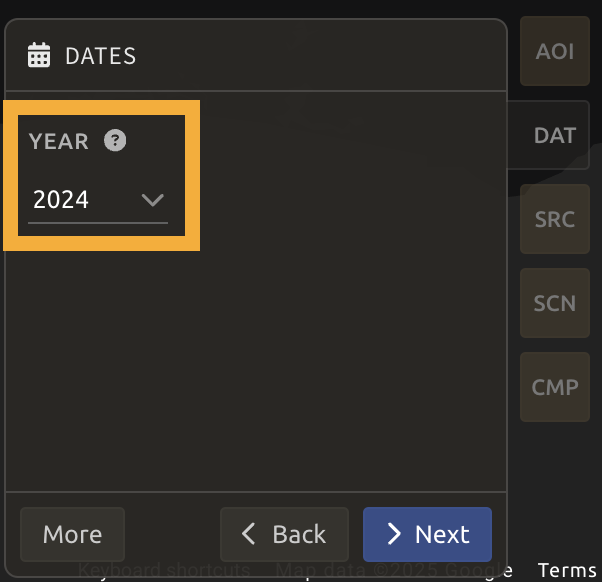 DATES
YEAR ?
2024
AOI
DAT
SRC
SCN
CMP
More
Back
Next
Keyboard shortcuts Map data ©2025 Google Terms